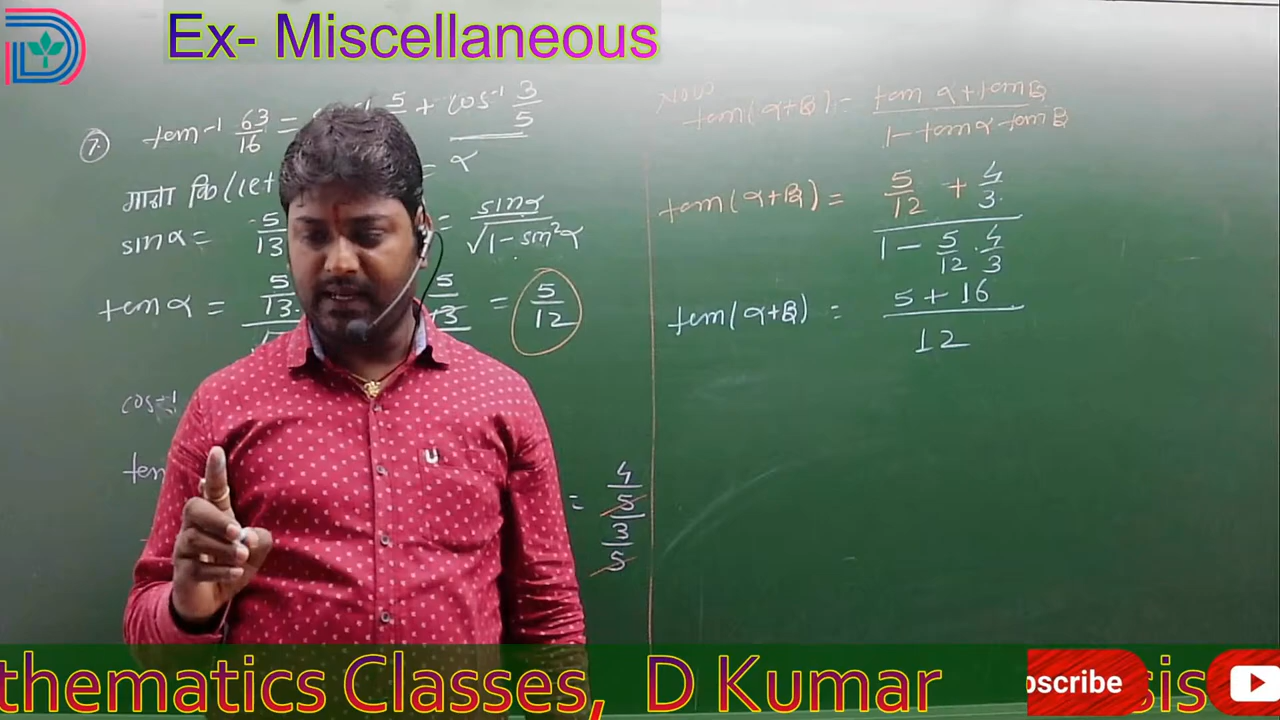 Ex- Miscellaneous
7. tan-1 63/16 = 5 + cos-1 3/5
माना कि (let = α
sinα = 5/13 = sinα/√1-sin²α
tanα = 5/13 = 5/12
cos-1
tan = 4/5 / 3/5
Now
tan(α+β) = tanα+tanβ / 1-tanα tanβ
tan(α+β) = 5/12 + 4/3 / 1 - 5/12 . 4/3
tan(α+β) = 5+16 / 12
thematics Classes, D Kumar
bscribe sis